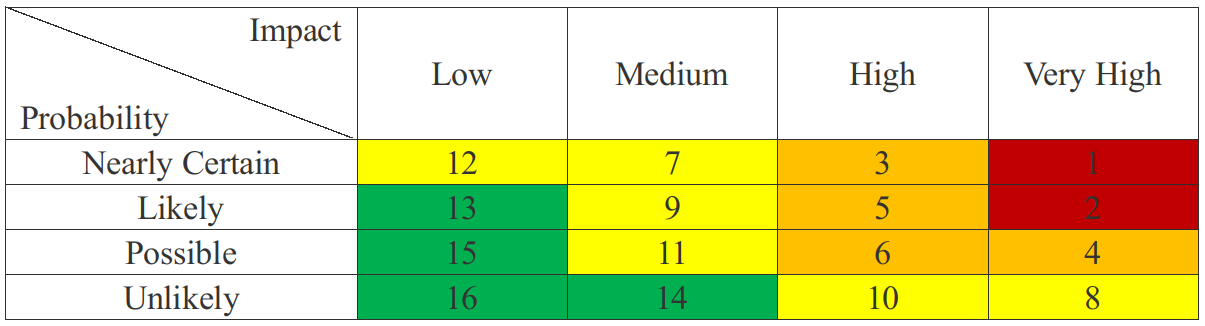 Impact
Probability
Low Medium High Very High
Nearly Certain 12 7 3 1
Likely 13 9 5 2
Possible 15 11 6 4
Unlikely 16 14 10 8